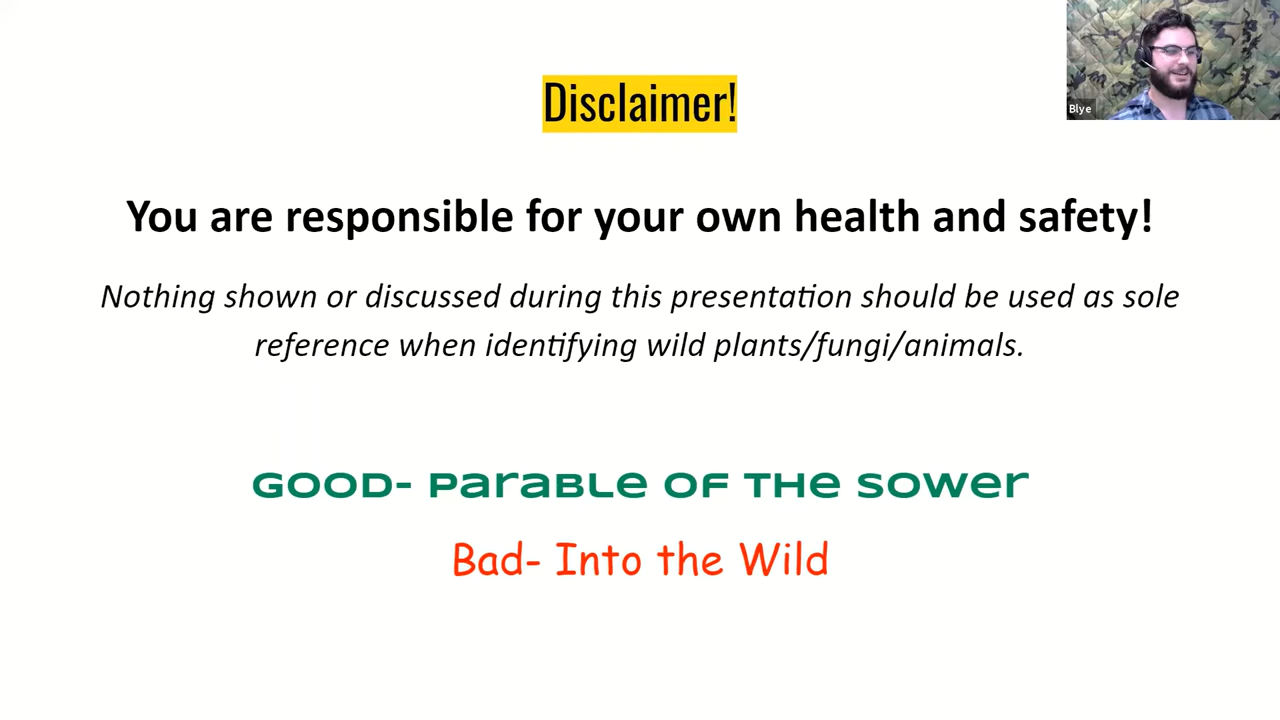 Disclaimer!
Blye
You are responsible for your own health and safety!
Nothing shown or discussed during this presentation should be used as sole
reference when identifying wild plants/fungi/animals.
GOOD- Parable of the Sower
Bad- Into the Wild